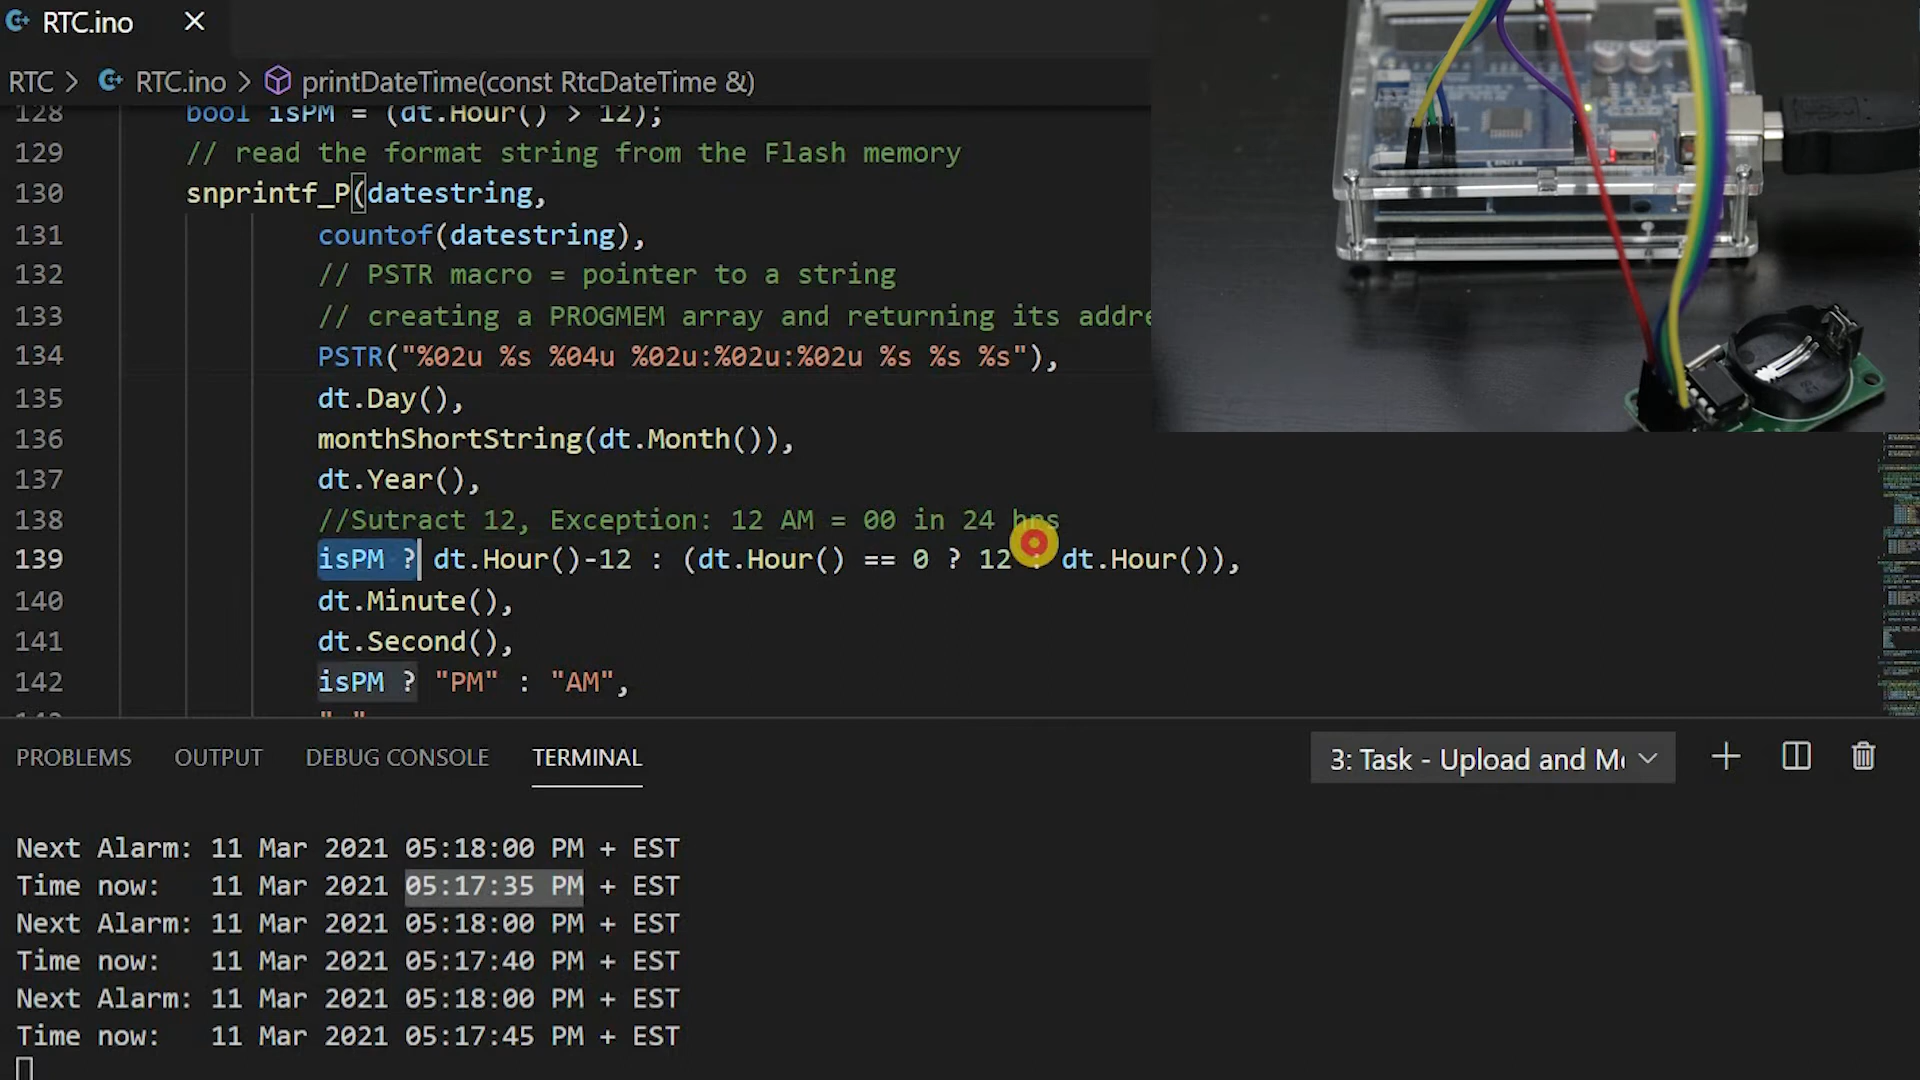 RTC.ino
RTC > RTC.ino > printDateTime(const RtcDateTime &)
128 bool isPM = (dt.Hour() > 12);
129 // read the format string from the Flash memory
130 snprintf_P(datestring,
131 countof(datestring),
132 // PSTR macro = pointer to a string
133 // creating a PROGMEM array and returning its addre
134 PSTR("%02u %s %04u %02u:%02u:%02u %s %s %s"),
135 dt.Day(),
136 monthShortString(dt.Month()),
137 dt.Year(),
138 //Sutract 12, Exception: 12 AM = 00 in 24 hrs
139 isPM ? dt.Hour()-12 : (dt.Hour() == 0 ? 12 : dt.Hour()),
140 dt.Minute(),
141 dt.Second(),
142 isPM ? "PM" : "AM",
PROBLEMS OUTPUT DEBUG CONSOLE TERMINAL 3: Task - Upload and Mo
Next Alarm: 11 Mar 2021 05:18:00 PM + EST
Time now: 11 Mar 2021 05:17:35 PM + EST
Next Alarm: 11 Mar 2021 05:18:00 PM + EST
Time now: 11 Mar 2021 05:17:40 PM + EST
Next Alarm: 11 Mar 2021 05:18:00 PM + EST
Time now: 11 Mar 2021 05:17:45 PM + EST